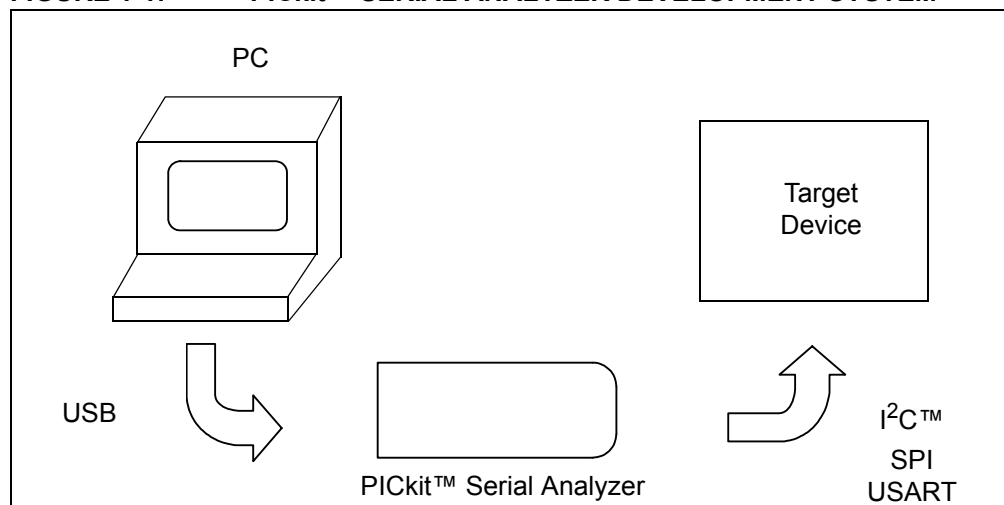 PC
Target
Device
USB
I²C™
SPI
USART
PICkit™ Serial Analyzer